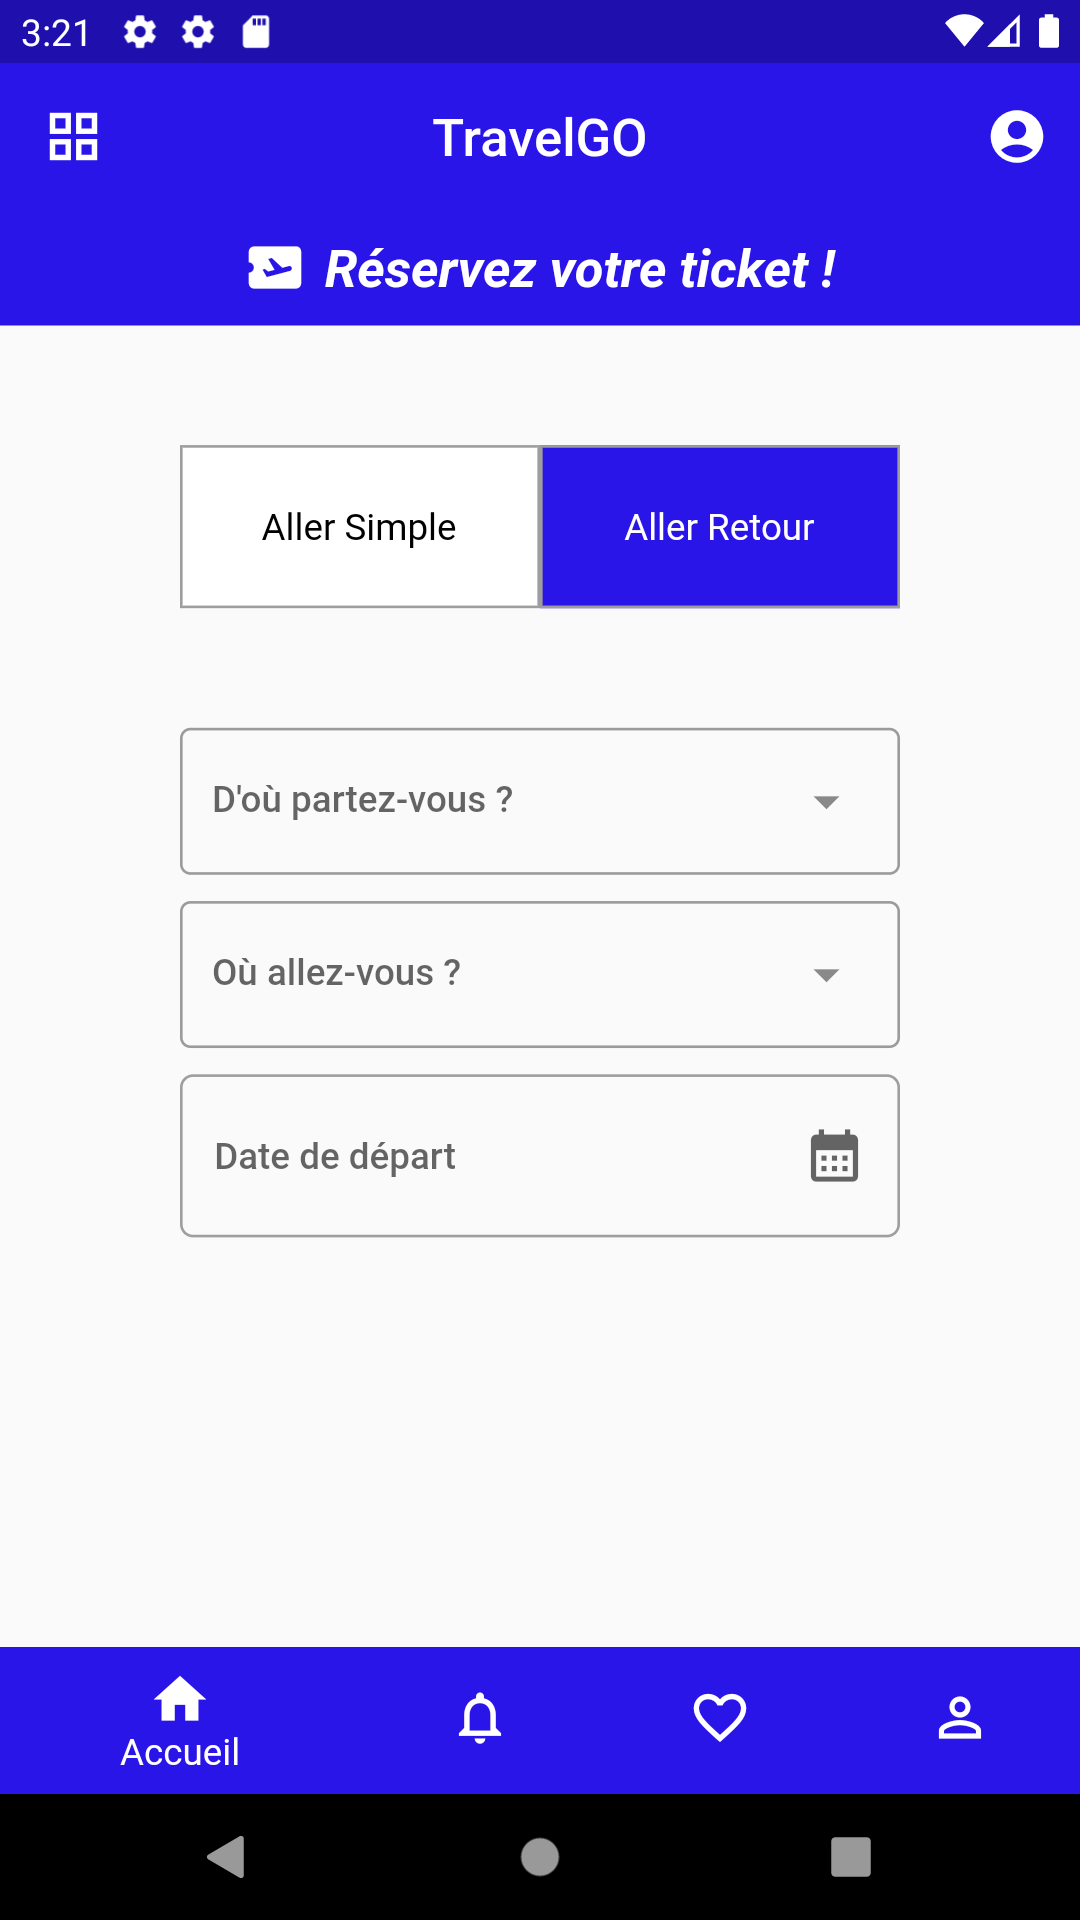 3:21
TravelGO
Réservez votre ticket !
Aller Simple
Aller Retour
D'où partez-vous ?
Où allez-vous ?
Date de départ
Accueil